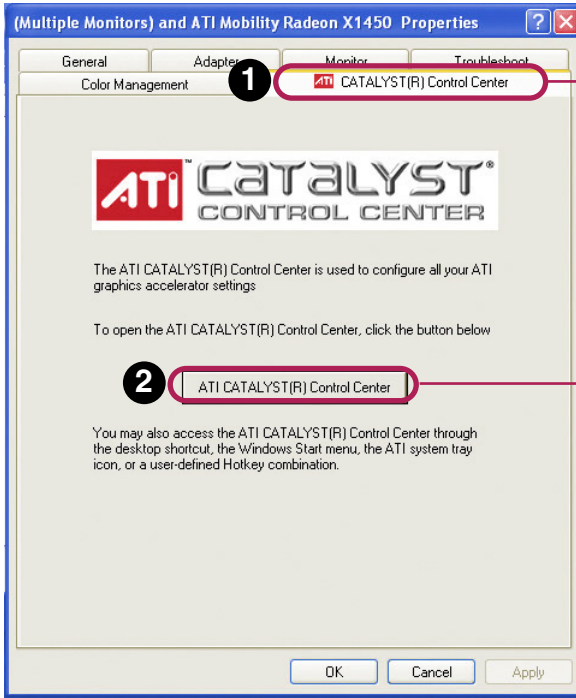 (Multiple Monitors) and ATI Mobility Radeon X1450 Properties
General Adapter Monitor Troubleshoot
Color Management 1 ATI CATALYST(R) Control Center
ATI™ CATALYST®
CONTROL CENTER
The ATI CATALYST(R) Control Center is used to configure all your ATI
graphics accelerator settings
To open the ATI CATALYST(R) Control Center, click the button below
2 ATI CATALYST(R) Control Center
You may also access the ATI CATALYST(R) Control Center through
the desktop shortcut, the Windows Start menu, the ATI system tray
icon, or a user-defined Hotkey combination.
OK Cancel Apply